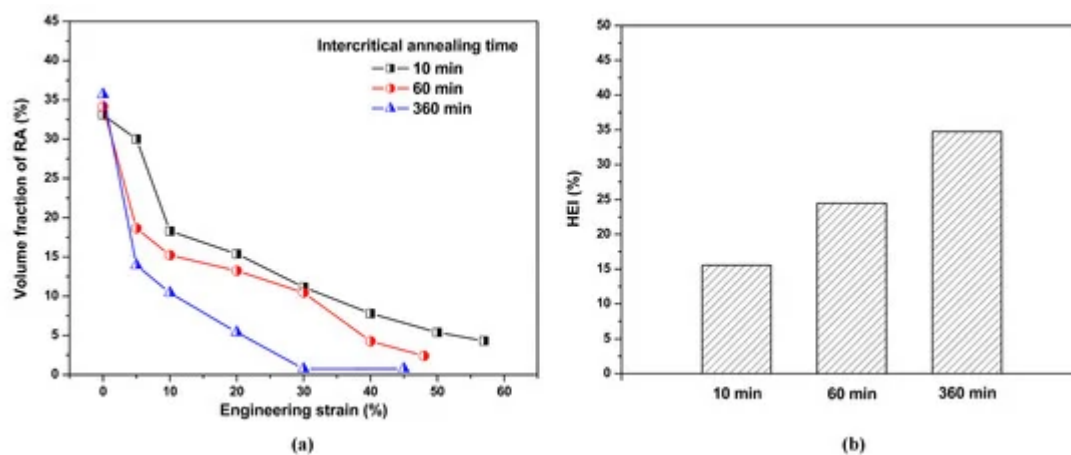 45
40
35
30
25
20
15
10
5
0
Volume fraction of RA (%)
Intercritical annealing time
10 min
60 min
360 min
0 10 20 30 40 50 60
Engineering strain (%)
(a)
50
45
40
35
30
25
20
15
10
5
0
HEI (%)
10 min 60 min 360 min
(b)